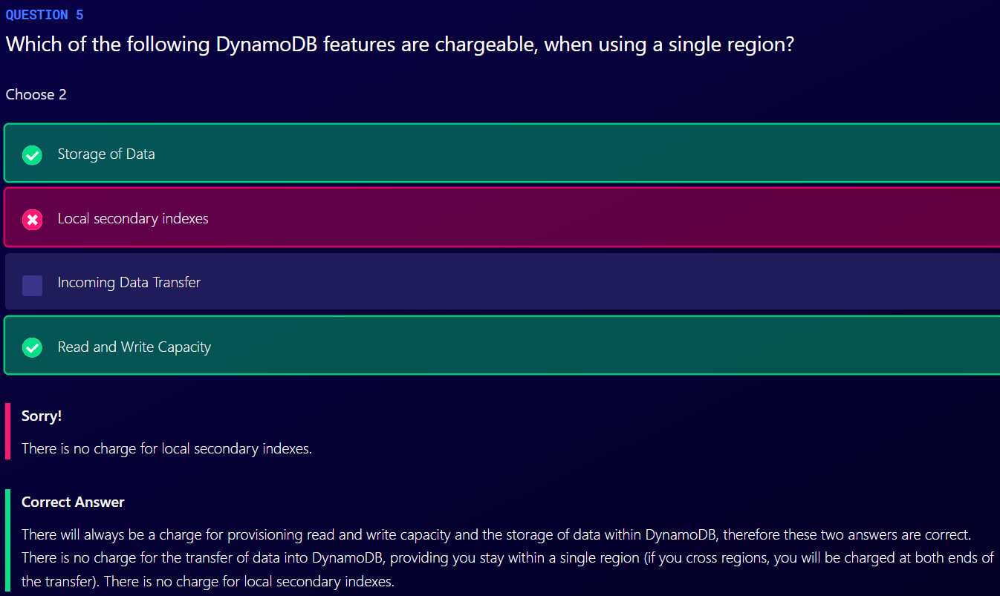 QUESTION 5
Which of the following DynamoDB features are chargeable, when using a single region?
Choose 2
Storage of Data
Local secondary indexes
Incoming Data Transfer
Read and Write Capacity
Sorry!
There is no charge for local secondary indexes.
Correct Answer
There will always be a charge for provisioning read and write capacity and the storage of data within DynamoDB, therefore these two answers are correct.
There is no charge for the transfer of data into DynamoDB, providing you stay within a single region (if you cross regions, you will be charged at both ends of
the transfer). There is no charge for local secondary indexes.